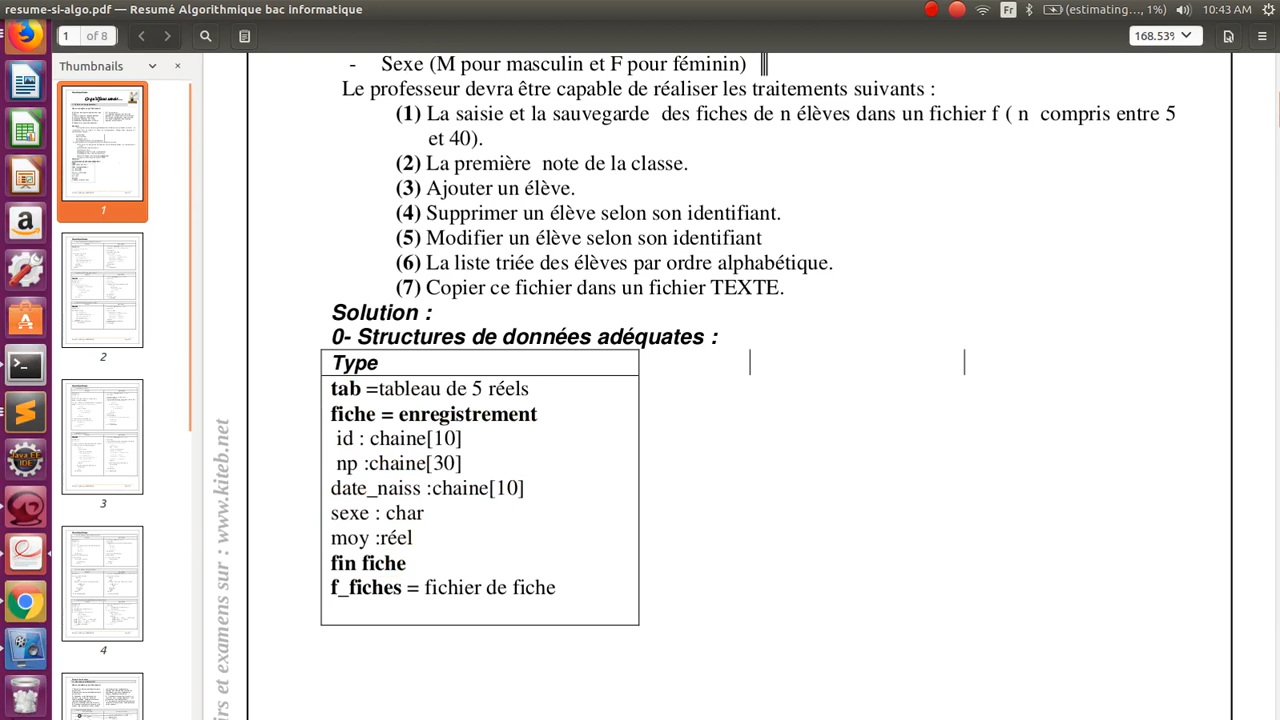 resume-si-algo.pdf — Resumé Algorithmique bac informatique
Fr
(estimating..., 1%)
10:43 AM
1
of 8
168.53%
Thumbnails
1
2
3
4
- Sexe (M pour masculin et F pour féminin)
Le professeur devra être capable de réaliser les traitements suivants :
(1) La saisie et la sauvegarde des fiches de n élèves dans un fichier f ( n compris entre 5
et 40).
(2) La première note de la classe.
(3) Ajouter un élève.
(4) Supprimer un élève selon son identifiant.
(5) Modifier un élève selon son identifiant
(6) La liste triée des élèves par ordre alphabétique.
(7) Copier ce fichier dans un fichier TEXTE.
Solution :
0- Structures de données adéquates :
Type
tab =tableau de 5 réals
fiche = enregistrement
id : chaine[10]
np :chaine[30]
date_naiss :chaine[10]
sexe : char
moy :réel
fin fiche
f_fiches = fichier de fiche
rs et examens sur : www.kiteb.net
Java EE
IDE